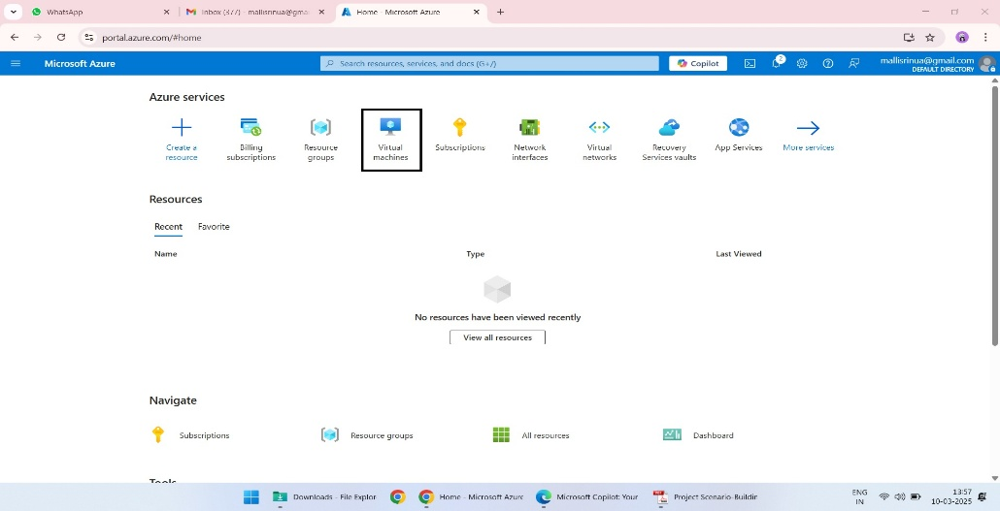 WhatsApp
Inbox (377) - mallisrinua@gmai
Home - Microsoft Azure
portal.azure.com/#home
Microsoft Azure
Search resources, services, and docs (G+/)
Copilot
2
mallisrinua@gmail.com
DEFAULT DIRECTORY
Azure services
Create a resource
Billing subscriptions
Resource groups
Virtual machines
Subscriptions
Network interfaces
Virtual networks
Recovery Services vaults
App Services
More services
Resources
Recent
Favorite
Name
Type
Last Viewed
No resources have been viewed recently
View all resources
Navigate
Subscriptions
Resource groups
All resources
Dashboard
Tools
Downloads - File Explor
Home - Microsoft Azure
Microsoft Copilot: Your
Project Scenario-Buildin
ENG
IN
13:57
10-03-2025